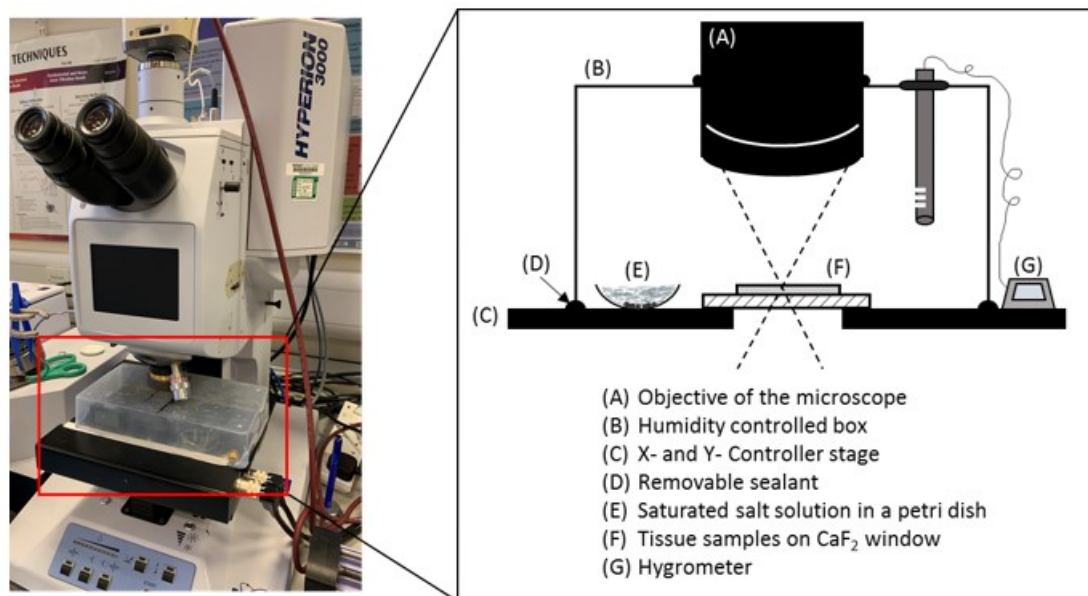 TECHNIQUES
HYPERION
3000
(A)
(B)
(D)
(E)
(F)
(G)
(C)
(A) Objective of the microscope
(B) Humidity controlled box
(C) X- and Y- Controller stage
(D) Removable sealant
(E) Saturated salt solution in a petri dish
(F) Tissue samples on CaF₂ window
(G) Hygrometer